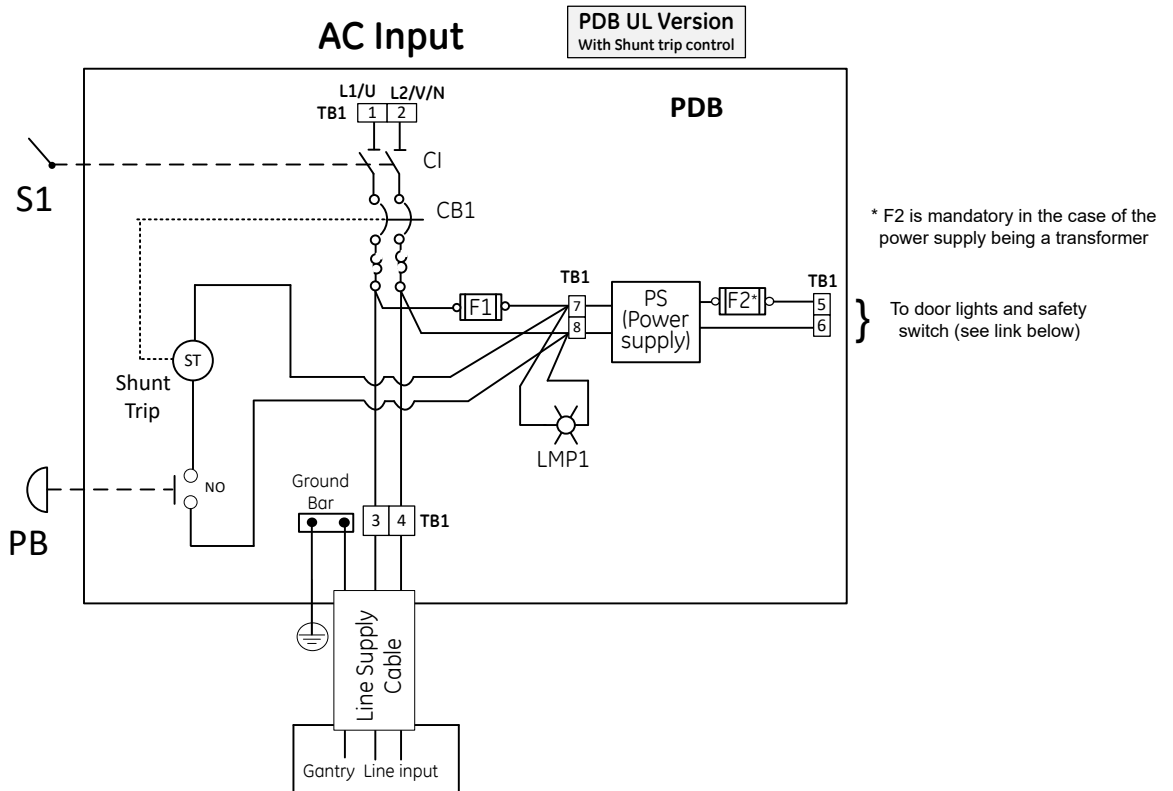 AC Input
PDB UL Version
With Shunt trip control
L1/U L2/V/N
TB1 1 2
PDB
CI
S1
CB1
* F2 is mandatory in the case of the
power supply being a transformer
TB1
TB1
F1
7
8
PS
(Power
supply)
F2*
5
6
}
To door lights and safety
switch (see link below)
ST
Shunt
Trip
LMP1
NO
PB
Ground
Bar
3 4 TB1
Line Supply
Cable
Gantry Line input